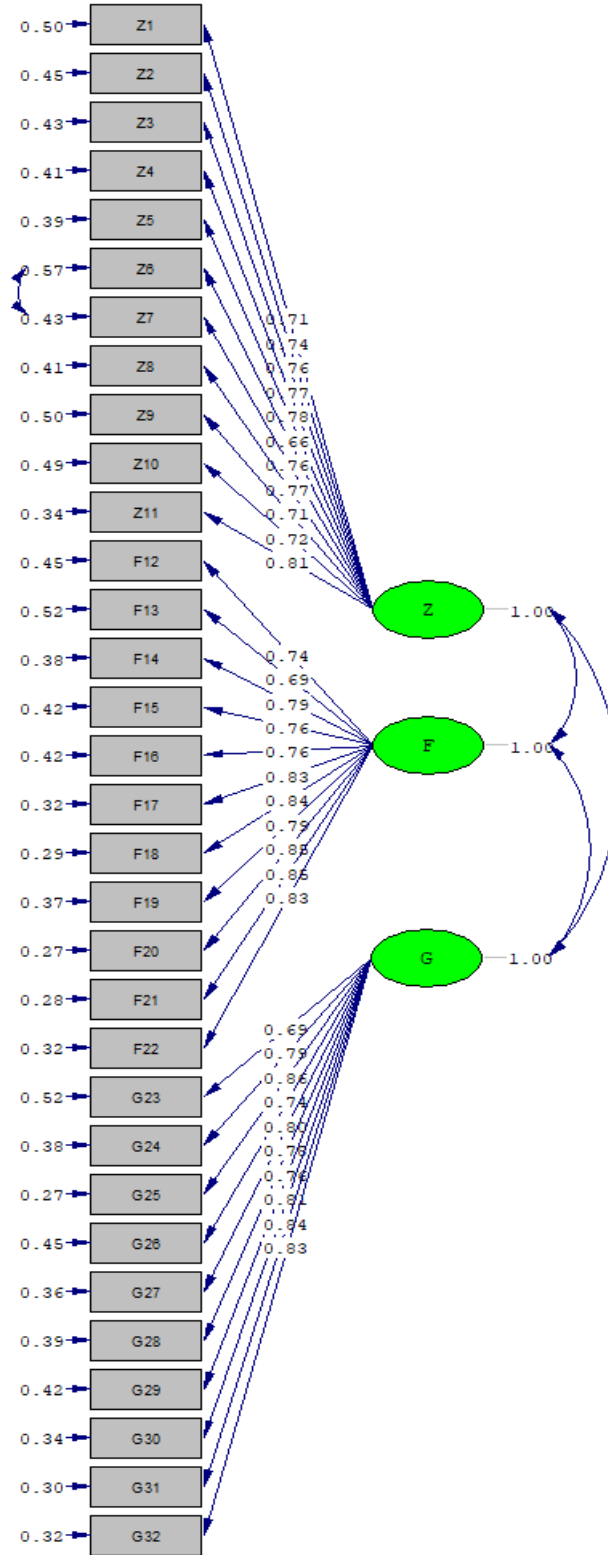 0.50 Z1
0.45 Z2
0.43 Z3
0.41 Z4
0.39 Z5
0.57 Z6
0.43 Z7
0.41 Z8
0.50 Z9
0.49 Z10
0.34 Z11
0.45 F12
0.52 F13
0.38 F14
0.42 F15
0.42 F16
0.32 F17
0.29 F18
0.37 F19
0.27 F20
0.28 F21
0.32 F22
0.52 G23
0.38 G24
0.27 G25
0.45 G26
0.36 G27
0.39 G28
0.42 G29
0.34 G30
0.30 G31
0.32 G32
0.71
0.74
0.76
0.77
0.78
0.66
0.76
0.77
0.71
0.72
0.81
0.74
0.69
0.79
0.76
0.76
0.83
0.84
0.79
0.85
0.85
0.83
0.69
0.79
0.86
0.74
0.80
0.78
0.76
0.81
0.84
0.83
Z 1.00
F 1.00
G 1.00